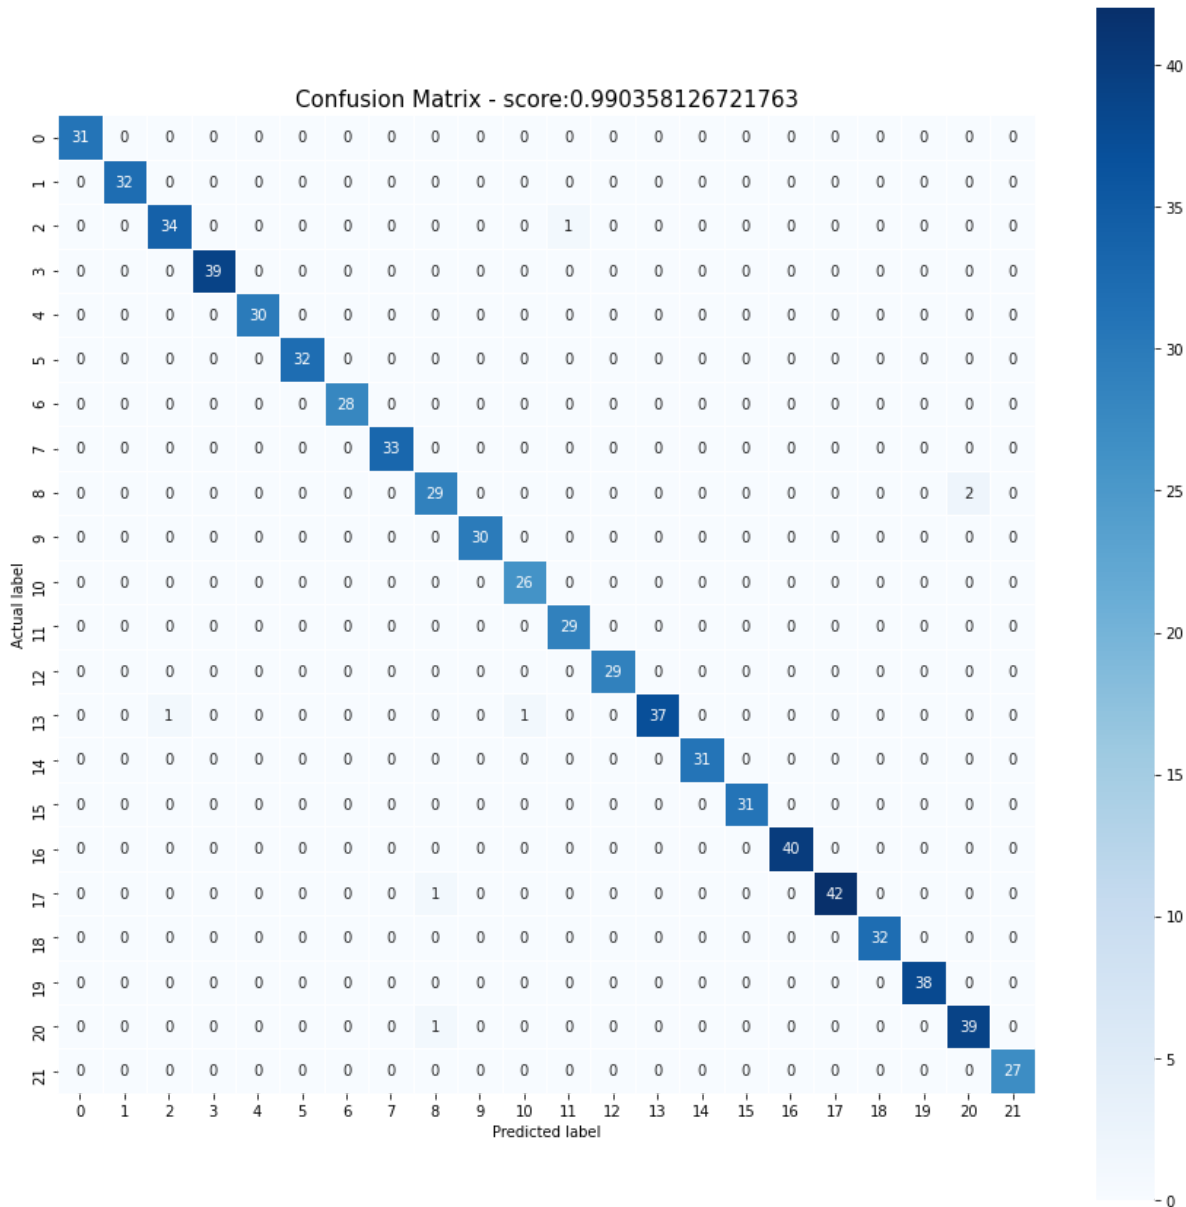 Confusion Matrix - score:0.990358126721763
0 31 0 0 0 0 0 0 0 0 0 0 0 0 0 0 0 0 0 0 0 0 0
1 0 32 0 0 0 0 0 0 0 0 0 0 0 0 0 0 0 0 0 0 0 0
2 0 0 34 0 0 0 0 0 0 0 0 1 0 0 0 0 0 0 0 0 0 0
3 0 0 0 39 0 0 0 0 0 0 0 0 0 0 0 0 0 0 0 0 0 0
4 0 0 0 0 30 0 0 0 0 0 0 0 0 0 0 0 0 0 0 0 0 0
5 0 0 0 0 0 32 0 0 0 0 0 0 0 0 0 0 0 0 0 0 0 0
6 0 0 0 0 0 0 28 0 0 0 0 0 0 0 0 0 0 0 0 0 0 0
7 0 0 0 0 0 0 0 33 0 0 0 0 0 0 0 0 0 0 0 0 0 0
8 0 0 0 0 0 0 0 0 29 0 0 0 0 0 0 0 0 0 0 0 2 0
9 0 0 0 0 0 0 0 0 0 30 0 0 0 0 0 0 0 0 0 0 0 0
10 0 0 0 0 0 0 0 0 0 0 26 0 0 0 0 0 0 0 0 0 0 0
11 0 0 0 0 0 0 0 0 0 0 0 29 0 0 0 0 0 0 0 0 0 0
12 0 0 0 0 0 0 0 0 0 0 0 0 29 0 0 0 0 0 0 0 0 0
13 0 0 1 0 0 0 0 0 0 0 1 0 0 37 0 0 0 0 0 0 0 0
14 0 0 0 0 0 0 0 0 0 0 0 0 0 0 31 0 0 0 0 0 0 0
15 0 0 0 0 0 0 0 0 0 0 0 0 0 0 0 31 0 0 0 0 0 0
16 0 0 0 0 0 0 0 0 0 0 0 0 0 0 0 0 40 0 0 0 0 0
17 0 0 0 0 0 0 0 0 1 0 0 0 0 0 0 0 0 42 0 0 0 0
18 0 0 0 0 0 0 0 0 0 0 0 0 0 0 0 0 0 0 32 0 0 0
19 0 0 0 0 0 0 0 0 0 0 0 0 0 0 0 0 0 0 0 38 0 0
20 0 0 0 0 0 0 0 0 1 0 0 0 0 0 0 0 0 0 0 0 39 0
21 0 0 0 0 0 0 0 0 0 0 0 0 0 0 0 0 0 0 0 0 0 27
0 1 2 3 4 5 6 7 8 9 10 11 12 13 14 15 16 17 18 19 20 21
Predicted label
Actual label
40
35
30
25
20
15
10
5
0